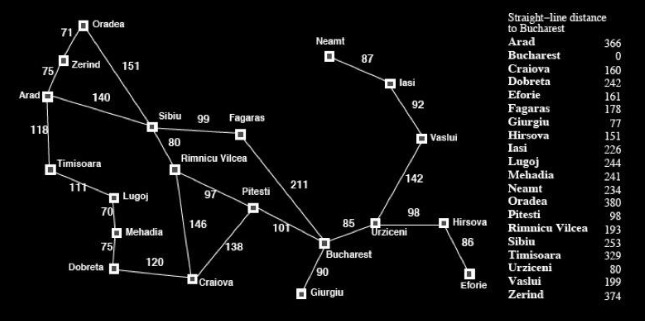 Straight-line distance
to Bucharest
Arad 366
Bucharest 0
Craiova 160
Dobreta 242
Eforie 161
Fagaras 178
Giurgiu 77
Hirsova 151
Iasi 226
Lugoj 244
Mehadia 241
Neamt 234
Oradea 380
Pitesti 98
Rimnicu Vilcea 193
Sibiu 253
Timisoara 329
Urziceni 80
Vaslui 199
Zerind 374
Oradea
71
Neamt
87
Zerind
151
75
Iasi
Arad
140
92
Sibiu
99
Fagaras
118
80
Vaslui
Timisoara
Rimnicu Vilcea
111
Lugoj
97
Pitesti
211
142
70
146
101
85
98
Hirsova
Mehadia
138
Urziceni
75
Bucharest
86
Dobreta
120
90
Craiova
Giurgiu
Eforie